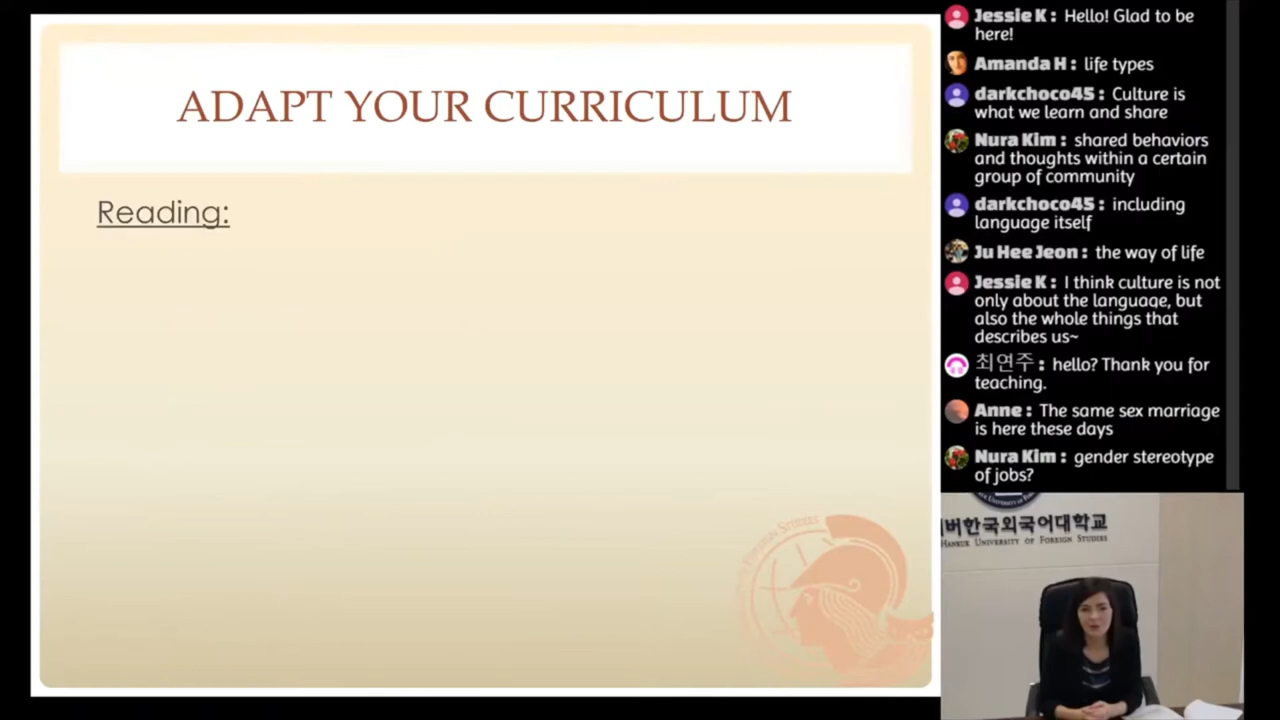 ADAPT YOUR CURRICULUM
Reading:
Jessie K : Hello! Glad to be
here!
Amanda H : life types
darkchoco45 : Culture is
what we learn and share
Nura Kim : shared behaviors
and thoughts within a certain
group of community
darkchoco45 : including
language itself
Ju Hee Jeon : the way of life
Jessie K : I think culture is not
only about the language, but
also the whole things that
describes us~
최연주 : hello? Thank you for
teaching.
Anne : The same sex marriage
is here these days
Nura Kim : gender stereotype
of jobs?
버한국외국어대학교
HANKUK UNIVERSITY OF FOREIGN STUDIES